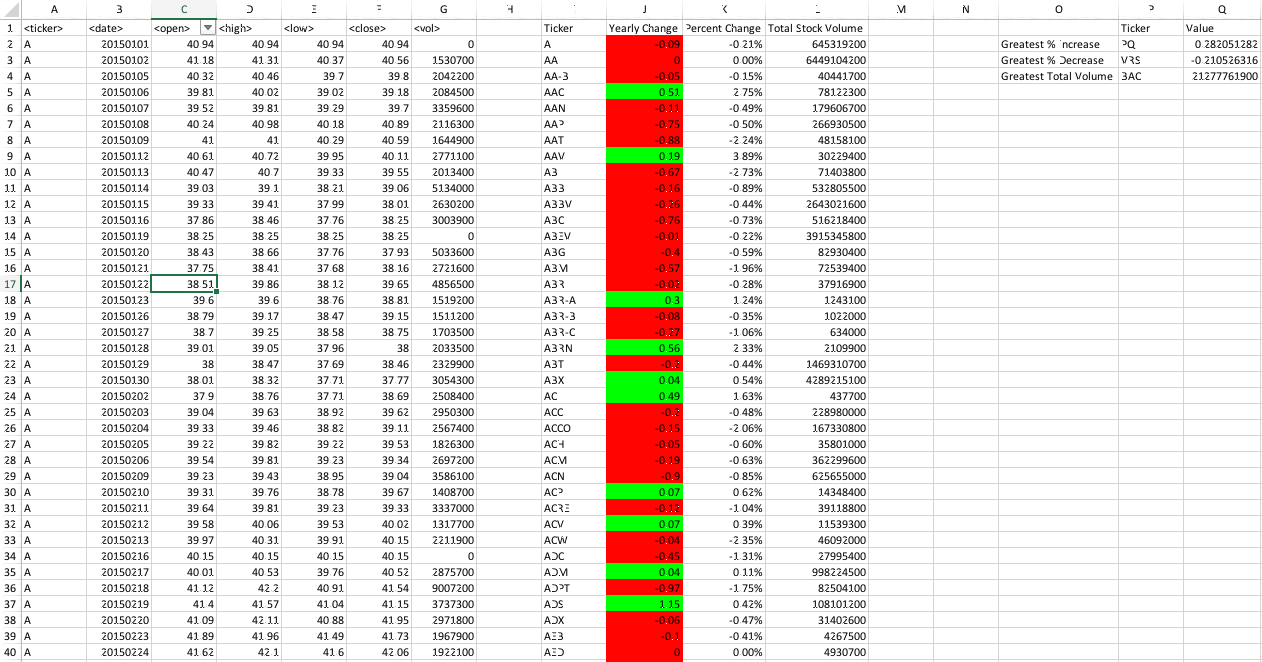 A B C D E F G H I J K L M N O P Q
1 <ticker> <date> <open> <high> <low> <close> <vol> Ticker Yearly Change Percent Change Total Stock Volume Ticker Value
2 A 20150101 40.94 40.94 40.94 40.94 0 A -0.09 -0.21% 645319200 Greatest % Increase PQ 0.282051282
3 A 20150102 41.18 41.31 40.37 40.56 1530700 AA 0 0.00% 6449104200 Greatest % Decrease VRS -0.210526316
4 A 20150105 40.32 40.46 39.7 39.8 2042200 AA-B -0.05 -0.15% 40441700 Greatest Total Volume BAC 21277761900
5 A 20150106 39.81 40.02 39.02 39.18 2084500 AAC 0.51 2.75% 78122300
6 A 20150107 39.52 39.81 39.29 39.7 3359600 AAN -0.11 -0.49% 179606700
7 A 20150108 40.24 40.98 40.18 40.89 2116300 AAP -0.75 -0.50% 266930500
8 A 20150109 41 41 40.29 40.59 1644900 AAT -0.88 -2.24% 48158100
9 A 20150112 40.61 40.72 39.95 40.11 2771100 AAV 0.19 3.89% 30229400
10 A 20150113 40.47 40.7 39.33 39.55 2013400 AB -0.67 -2.73% 71403800
11 A 20150114 39.03 39.1 38.21 39.06 5134000 ABB -0.16 -0.89% 532805500
12 A 20150115 39.33 39.41 37.99 38.01 2630200 ABBV -0.44% 2643021600
13 A 20150116 37.86 38.46 37.76 38.25 3003900 ABC -0.76 -0.73% 516218400
14 A 20150119 38.25 38.25 38.25 38.25 0 ABEV -0.01 -0.22% 3915345800
15 A 20150120 38.43 38.66 37.76 37.93 5033600 ABG -0.4 -0.59% 82930400
16 A 20150121 37.75 38.41 37.68 38.16 2721600 ABM -0.57 -1.96% 72539400
17 A 20150122 38.51 39.86 38.12 39.65 4856500 ABR -0.02 -0.28% 37916900
18 A 20150123 39.6 39.6 38.76 38.81 1519200 ABR-A 0.3 1.24% 1243100
19 A 20150126 38.79 39.17 38.47 39.15 1511200 ABR-B -0.08 -0.35% 1022000
20 A 20150127 38.7 39.25 38.58 38.75 1703500 ABR-C -0.27 -1.06% 634000
21 A 20150128 39.01 39.05 37.96 38 2033500 ABRN 0.56 2.33% 2109900
22 A 20150129 38 38.47 37.69 38.46 2329900 ABT -0.2 -0.44% 1469310700
23 A 20150130 38.01 38.32 37.71 37.77 3054300 ABX 0.04 0.54% 4289215100
24 A 20150202 37.9 38.76 37.71 38.69 2508400 AC 0.49 1.63% 437700
25 A 20150203 39.04 39.63 38.92 39.62 2950300 ACC -0.48% 228980000
26 A 20150204 39.33 39.46 38.82 39.11 2567400 ACCO -0.15 -2.06% 167330800
27 A 20150205 39.22 39.82 39.22 39.53 1826300 ACH -0.05 -0.60% 35801000
28 A 20150206 39.54 39.81 39.23 39.34 2697200 ACM -0.19 -0.63% 362299600
29 A 20150209 39.23 39.43 38.95 39.04 3586100 ACN -0.9 -0.85% 625655000
30 A 20150210 39.31 39.76 38.78 39.67 1408700 ACP 0.07 0.62% 14348400
31 A 20150211 39.64 39.81 39.23 39.33 3337000 ACRE -1.04% 39118800
32 A 20150212 39.58 40.06 39.53 40.02 1317700 ACV 0.07 0.39% 11539300
33 A 20150213 39.97 40.31 39.91 40.15 2211900 ACW -0.04 -2.35% 46092000
34 A 20150216 40.15 40.15 40.15 40.15 0 ADC -0.45 -1.31% 27995400
35 A 20150217 40.01 40.53 39.76 40.52 2875700 ADM 0.04 0.11% 998224500
36 A 20150218 41.12 42.2 40.91 41.54 9007200 ADPT -0.97 -1.75% 82504100
37 A 20150219 41.4 41.57 41.04 41.15 3737300 ADS 1.15 0.42% 108101200
38 A 20150220 41.09 42.11 40.88 41.95 2971800 ADX -0.06 -0.47% 31402600
39 A 20150223 41.89 41.96 41.49 41.73 1967900 AEB -0.1 -0.41% 4267500
40 A 20150224 41.62 42.1 41.6 42.06 1922100 AED 0 0.00% 4930700